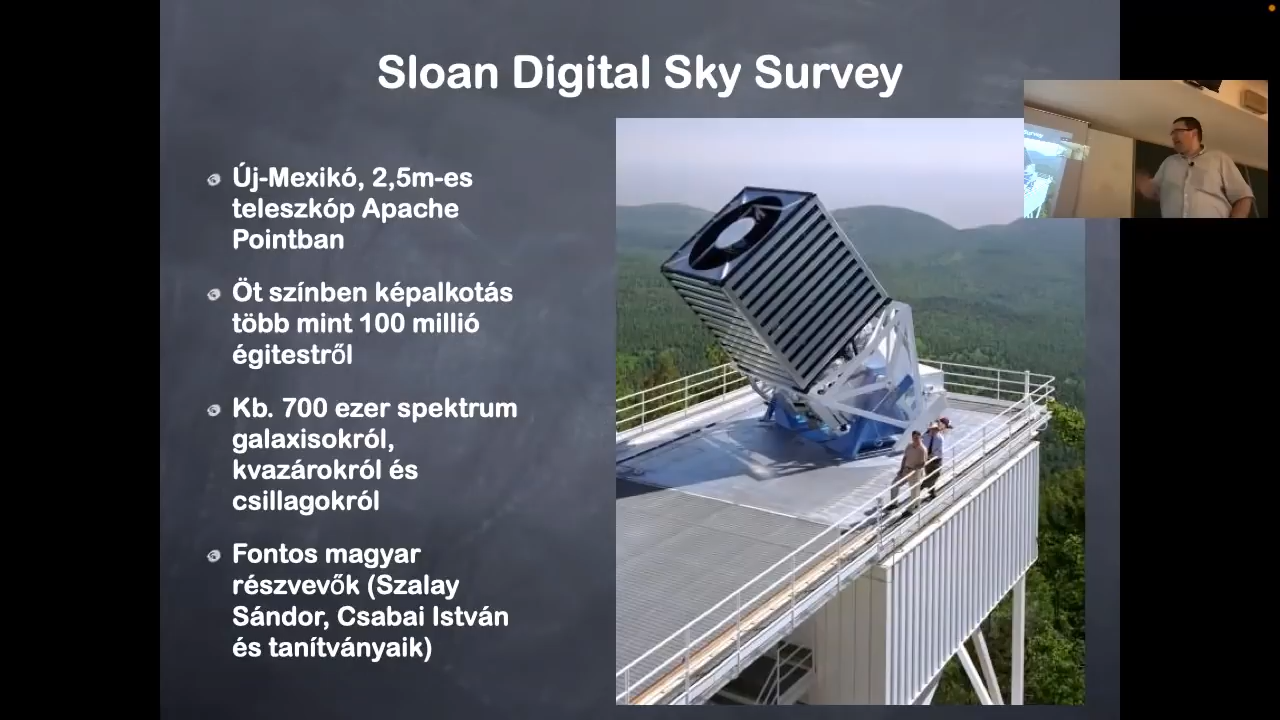 Sloan Digital Sky Survey
Új-Mexikó, 2,5m-es
teleszkóp Apache
Pointban
Öt színben képalkotás
több mint 100 millió
égitestről
Kb. 700 ezer spektrum
galaxisokról,
kvazárokról és
csillagokról
Fontos magyar
részvevők (Szalay
Sándor, Csabai István
és tanítványaik)